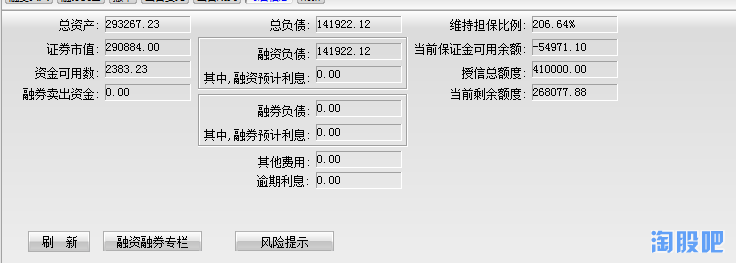 总资产: 293267.23 总负债: 141922.12 维持担保比例: 206.64%
证券市值: 290884.00 融资负债: 141922.12 当前保证金可用余额: -54971.10
资金可用数: 2383.23 其中,融资预计利息: 0.00 授信总额度: 410000.00
融券卖出资金: 0.00 融券负债: 0.00 当前剩余额度: 268077.88
其中,融券预计利息: 0.00
其他费用: 0.00
逾期利息: 0.00
刷 新 融资融券专栏 风险提示
淘股吧